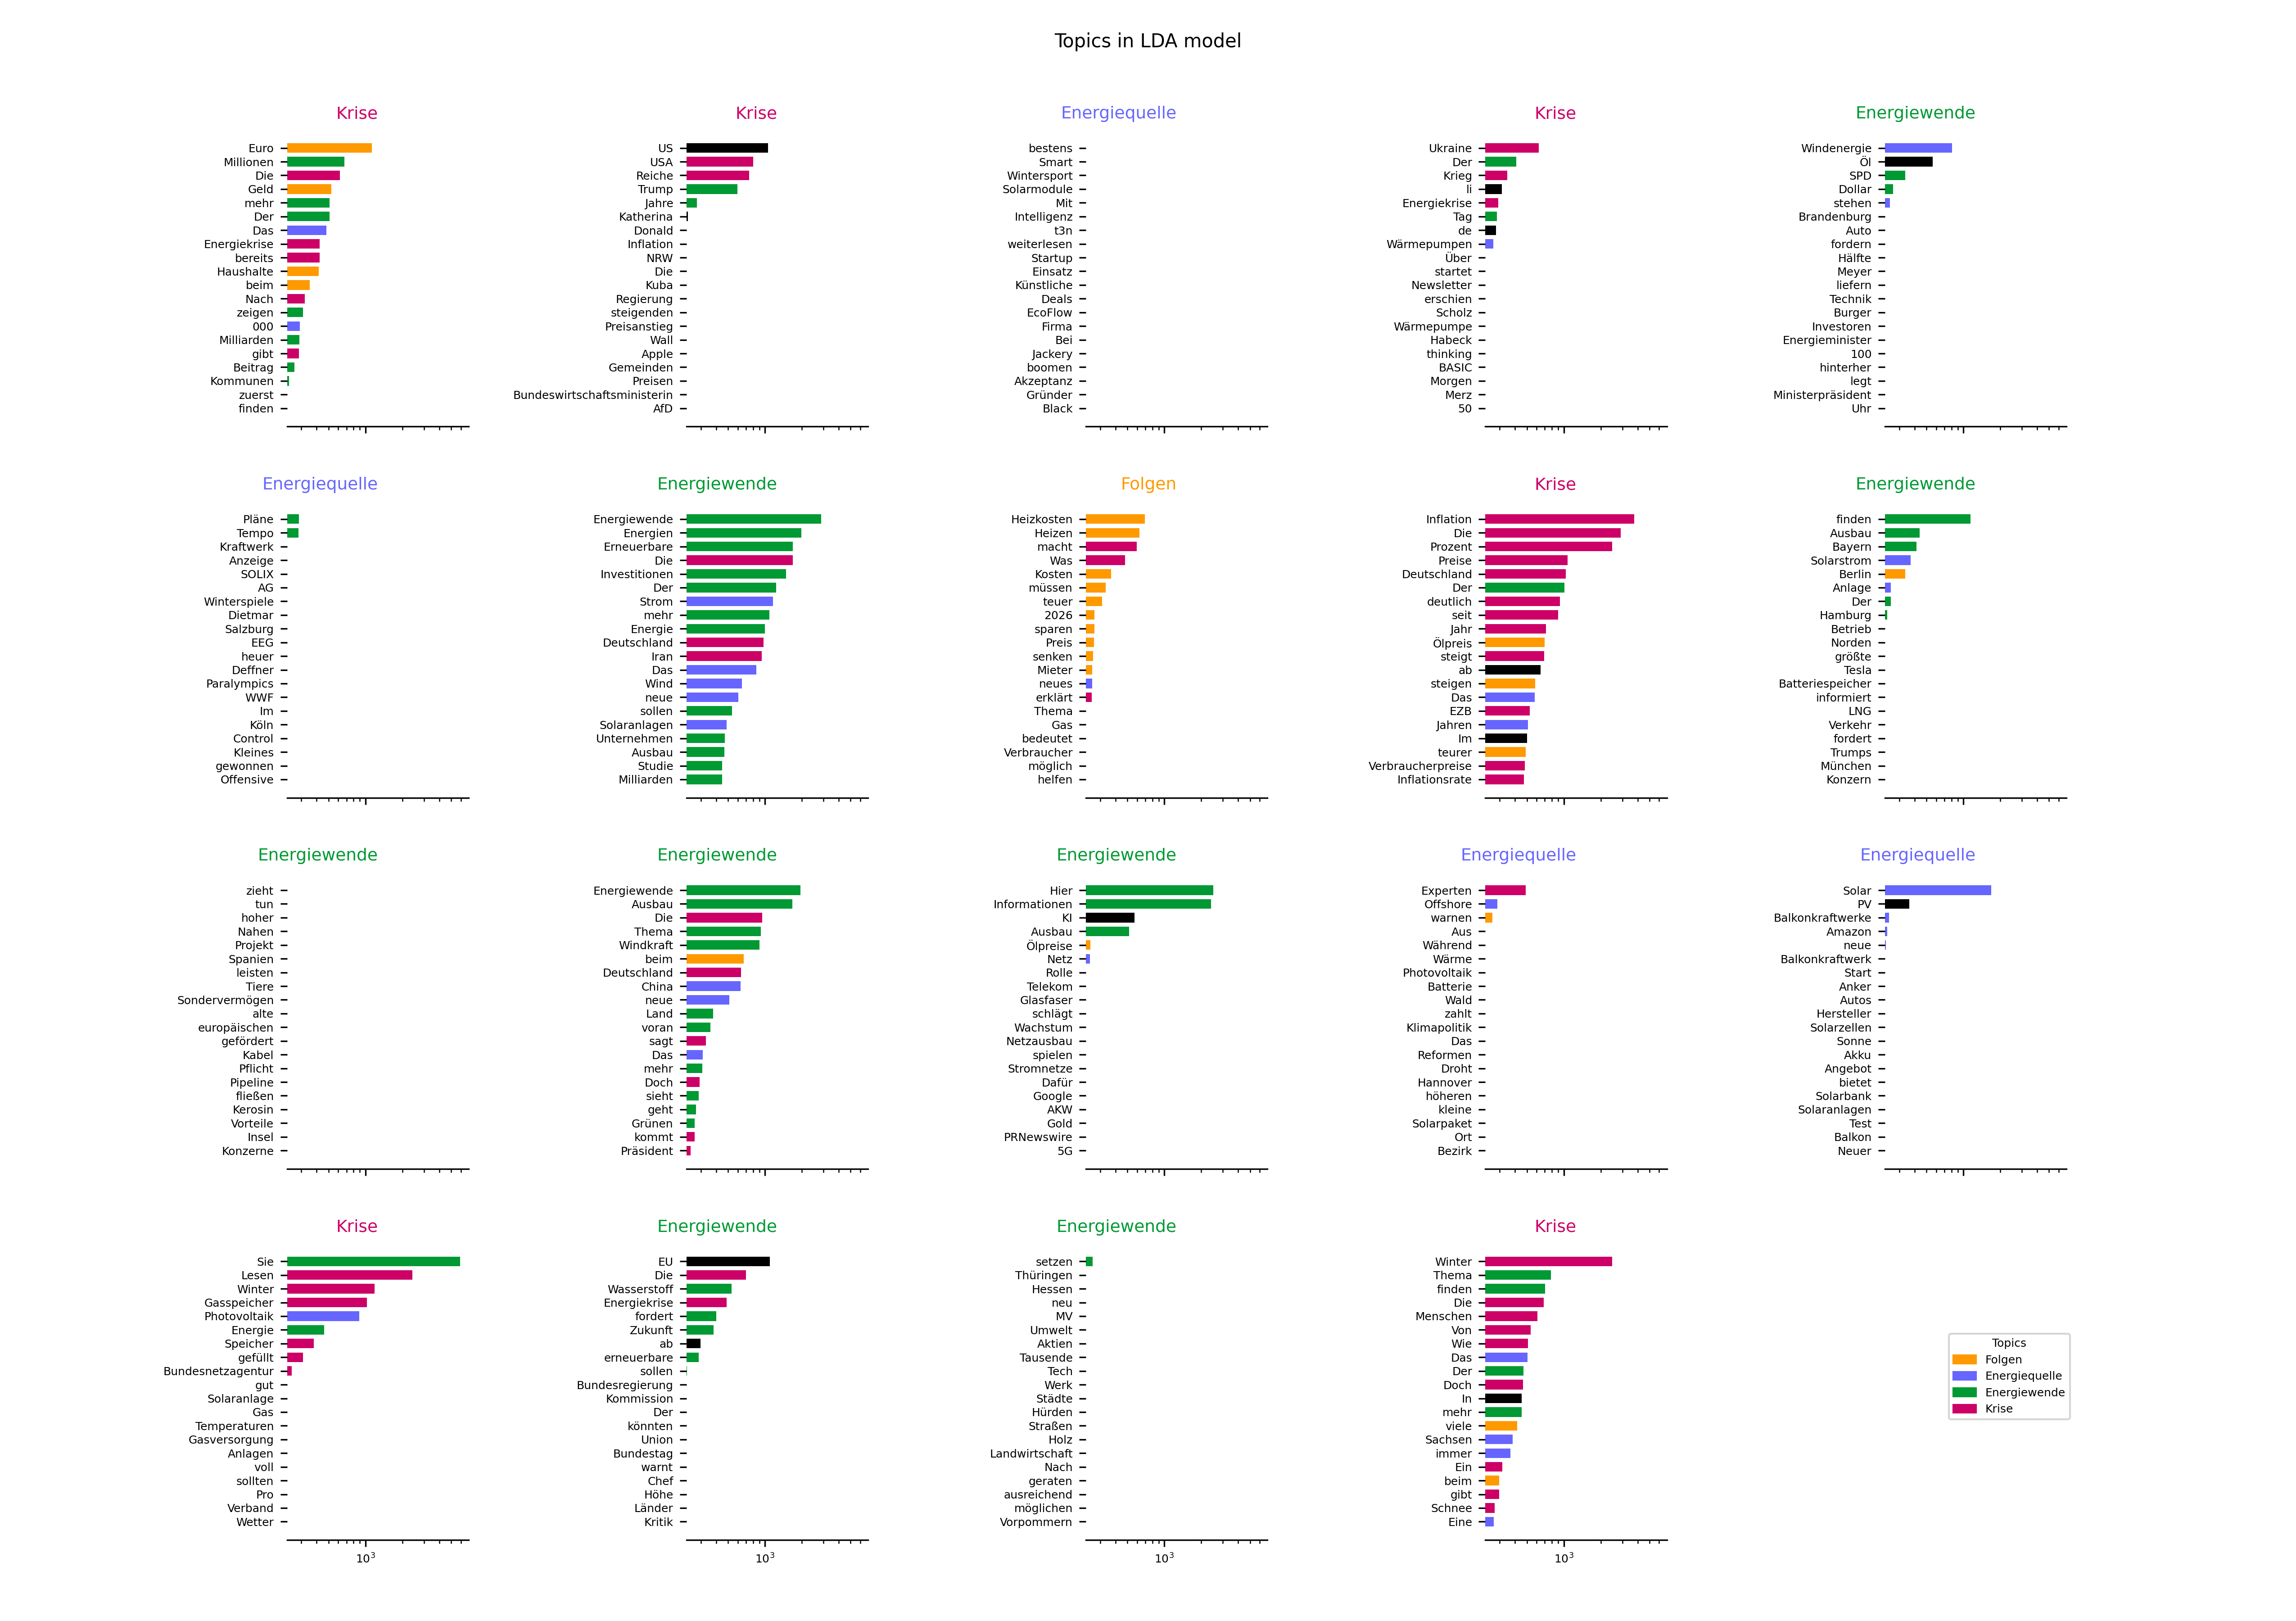 Topics in LDA model
Krise
Euro
Millionen
Die
Geld
mehr
Der
Das
Energiekrise
bereits
Haushalte
beim
Nach
zeigen
000
Milliarden
gibt
Beitrag
Kommunen
zuerst
finden
Krise
US
USA
Reiche
Trump
Jahre
Katherina
Donald
Inflation
NRW
Die
Kuba
Regierung
steigenden
Preisanstieg
Wall
Apple
Gemeinden
Preisen
Bundeswirtschaftsministerin
AfD
Energiequelle
bestens
Smart
Wintersport
Solarmodule
Mit
Intelligenz
t3n
weiterlesen
Startup
Einsatz
Künstliche
Deals
EcoFlow
Firma
Bei
Jackery
boomen
Akzeptanz
Gründer
Black
Krise
Ukraine
Der
Krieg
li
Energiekrise
Tag
de
Wärmepumpen
Über
startet
Newsletter
erschien
Scholz
Wärmepumpe
Habeck
thinking
BASIC
Morgen
Merz
50
Energiewende
Windenergie
Öl
SPD
Dollar
stehen
Brandenburg
Auto
fordern
Hälfte
Meyer
liefern
Technik
Burger
Investoren
Energieminister
100
hinterher
legt
Ministerpräsident
Uhr
Energiequelle
Pläne
Tempo
Kraftwerk
Anzeige
SOLIX
AG
Winterspiele
Dietmar
Salzburg
EEG
heuer
Deffner
Paralympics
WWF
Im
Köln
Control
Kleines
gewonnen
Offensive
Energiewende
Energiewende
Energien
Erneuerbare
Die
Investitionen
Der
Strom
mehr
Energie
Deutschland
Iran
Das
Wind
neue
sollen
Solaranlagen
Unternehmen
Ausbau
Studie
Milliarden
Folgen
Heizkosten
Heizen
macht
Was
Kosten
müssen
teuer
2026
sparen
Preis
senken
Mieter
neues
erklärt
Thema
Gas
bedeutet
Verbraucher
möglich
helfen
Krise
Inflation
Die
Prozent
Preise
Deutschland
Der
deutlich
seit
Jahr
Ölpreis
steigt
ab
steigen
Das
EZB
Jahren
Im
teurer
Verbraucherpreise
Inflationsrate
Energiewende
finden
Ausbau
Bayern
Solarstrom
Berlin
Anlage
Der
Hamburg
Betrieb
Norden
größte
Tesla
Batteriespeicher
informiert
LNG
Verkehr
fordert
Trumps
München
Konzern
Energiewende
zieht
tun
hoher
Nahen
Projekt
Spanien
leisten
Tiere
Sondervermögen
alte
europäischen
gefördert
Kabel
Pflicht
Pipeline
fließen
Kerosin
Vorteile
Insel
Konzerne
Energiewende
Energiewende
Ausbau
Die
Thema
Windkraft
beim
Deutschland
China
neue
Land
voran
sagt
Das
mehr
Doch
sieht
geht
Grünen
kommt
Präsident
Energiewende
Hier
Informationen
KI
Ausbau
Ölpreise
Netz
Rolle
Telekom
Glasfaser
schlägt
Wachstum
Netzausbau
spielen
Stromnetze
Dafür
Google
AKW
Gold
PRNewswire
5G
Energiequelle
Experten
Offshore
warnen
Aus
Während
Wärme
Photovoltaik
Batterie
Wald
zahlt
Klimapolitik
Das
Reformen
Droht
Hannover
höheren
kleine
Solarpaket
Ort
Bezirk
Energiequelle
Solar
PV
Balkonkraftwerke
Amazon
neue
Balkonkraftwerk
Start
Anker
Autos
Hersteller
Solarzellen
Sonne
Akku
Angebot
bietet
Solarbank
Solaranlagen
Test
Balkon
Neuer
Krise
Sie
Lesen
Winter
Gasspeicher
Photovoltaik
Energie
Speicher
gefüllt
Bundesnetzagentur
gut
Solaranlage
Gas
Temperaturen
Gasversorgung
Anlagen
voll
sollten
Pro
Verband
Wetter
10³
Energiewende
EU
Die
Wasserstoff
Energiekrise
fordert
Zukunft
ab
erneuerbare
sollen
Bundesregierung
Kommission
Der
könnten
Union
Bundestag
warnt
Chef
Höhe
Länder
Kritik
10³
Energiewende
setzen
Thüringen
Hessen
neu
MV
Umwelt
Aktien
Tausende
Tech
Werk
Städte
Hürden
Straßen
Holz
Landwirtschaft
Nach
geraten
ausreichend
möglichen
Vorpommern
10³
Krise
Winter
Thema
finden
Die
Menschen
Von
Wie
Das
Der
Doch
In
mehr
viele
Sachsen
immer
Ein
beim
gibt
Schnee
Eine
10³
Topics
Folgen
Energiequelle
Energiewende
Krise